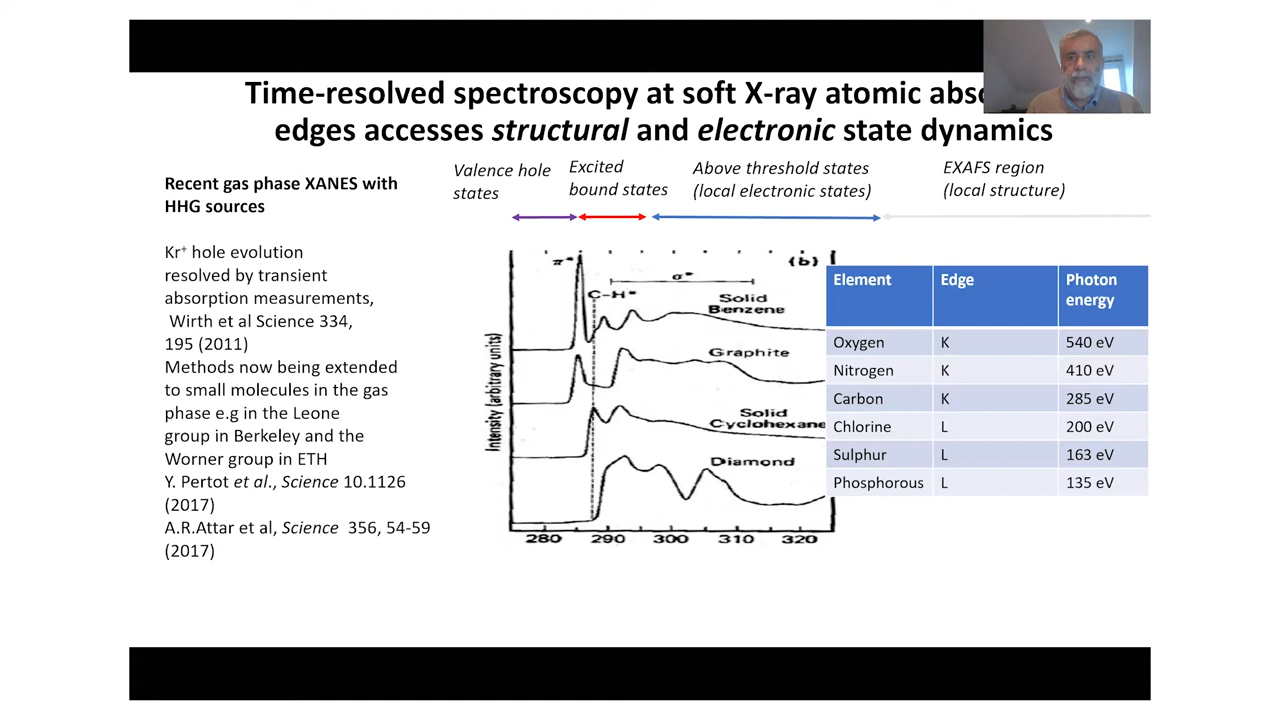 Time-resolved spectroscopy at soft X-ray atomic abso
edges accesses structural and electronic state dynamics
Recent gas phase XANES with
HHG sources
Kr+ hole evolution
resolved by transient
absorption measurements,
Wirth et al Science 334,
195 (2011)
Methods now being extended
to small molecules in the gas
phase e.g in the Leone
group in Berkeley and the
Worner group in ETH
Y. Pertot et al., Science 10.1126
(2017)
A.R.Attar et al, Science 356, 54-59
(2017)
Valence hole
states
Excited
bound states
Above threshold states
(local electronic states)
EXAFS region
(local structure)
π*
(b)
σ*
C-H*
Solid
Benzene
Graphite
Solid
Cyclohexane
Diamond
Intensity (arbitrary units)
280 290 300 310 320
Element Edge Photon
energy
Oxygen K 540 eV
Nitrogen K 410 eV
Carbon K 285 eV
Chlorine L 200 eV
Sulphur L 163 eV
Phosphorous L 135 eV